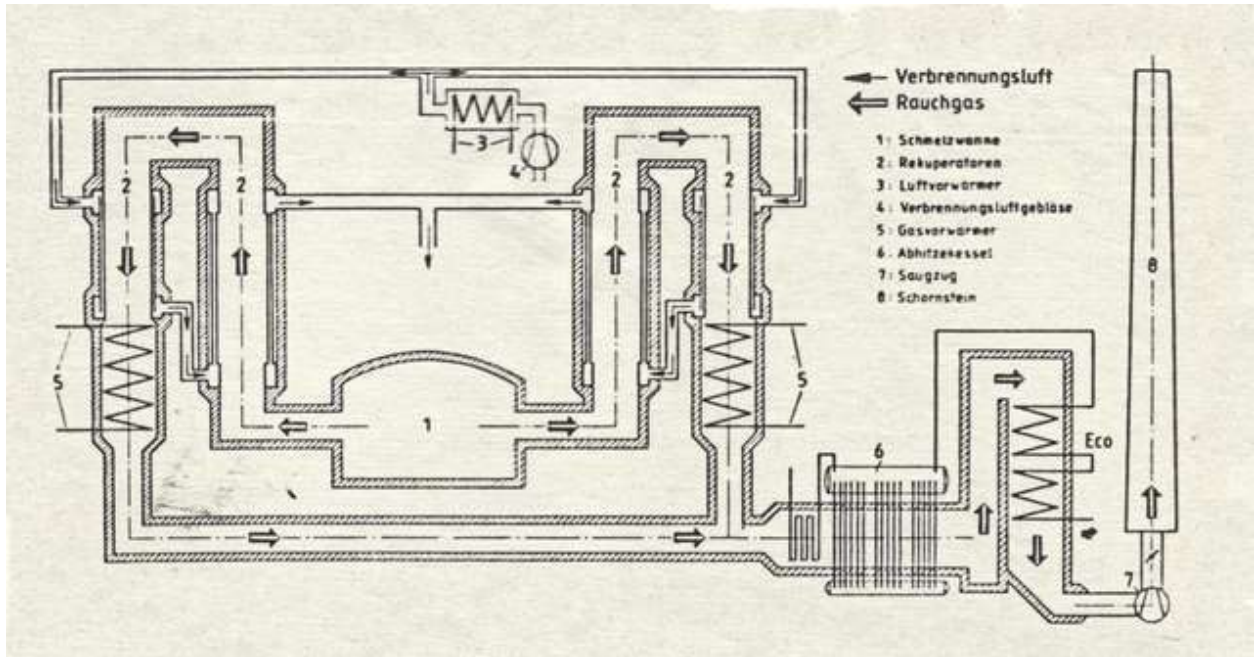 Verbrennungsluft
Rauchgas
1: Schmelzwanne
2: Rekuperatoren
3: Luftvorwärmer
4: Verbrennungsluftgebläse
5: Gasvorwärmer
6: Abhitzekessel
7: Saugzug
8: Schornstein
3
4
2
2
2
2
8
5
5
1
6
Eco
7